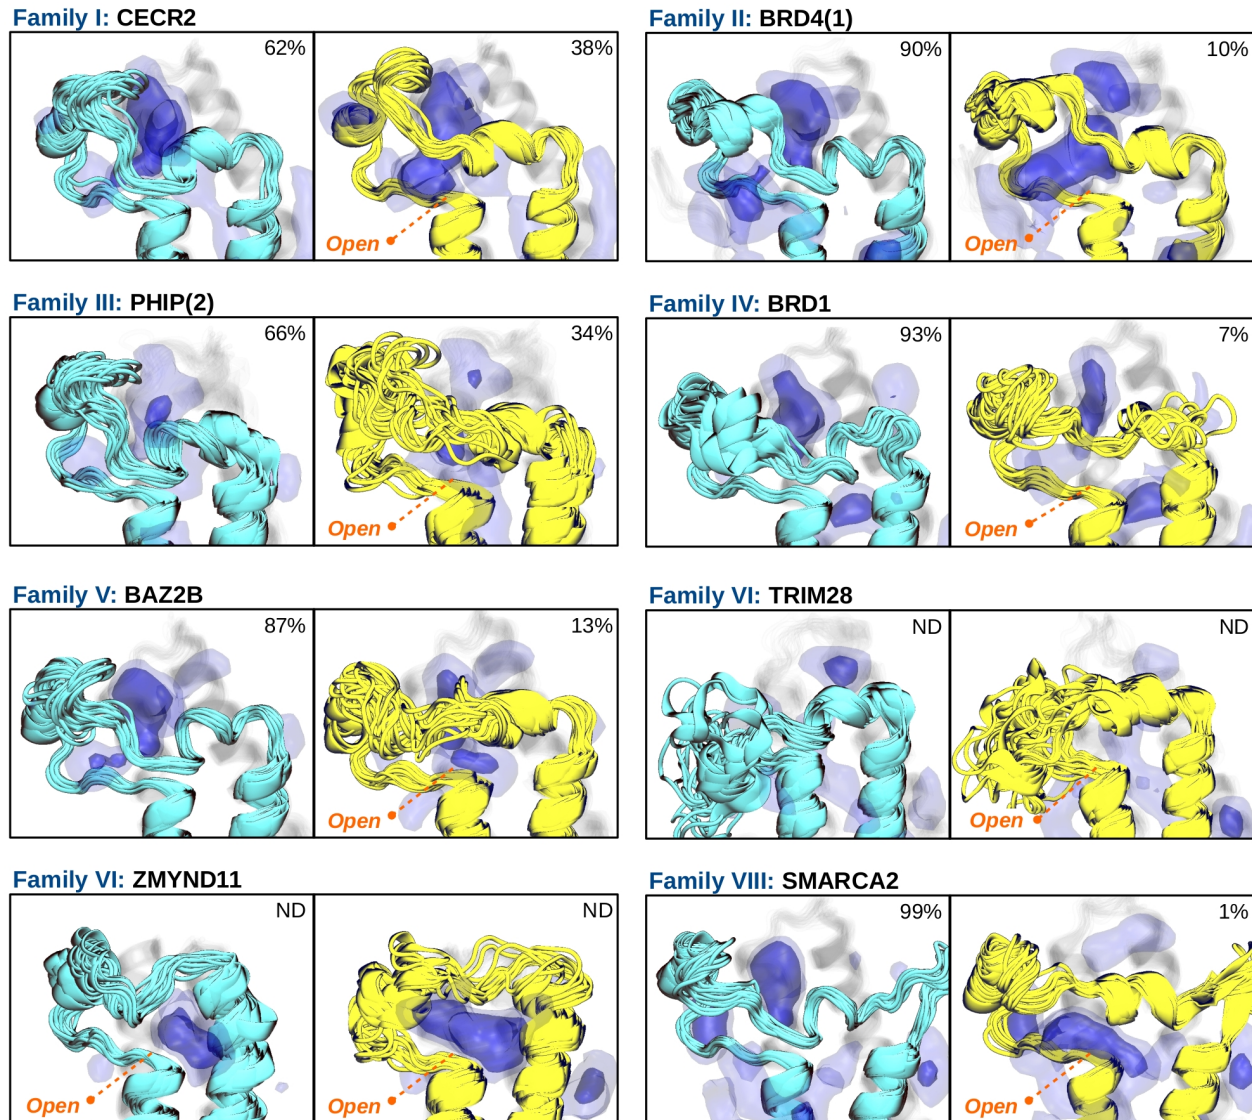 Family I: CECR2
62%
38%
Open
Family II: BRD4(1)
90%
10%
Open
Family III: PHIP(2)
66%
34%
Open
Family IV: BRD1
93%
7%
Open
Family V: BAZ2B
87%
13%
Open
Family VI: TRIM28
ND
ND
Open
Family VI: ZMYND11
ND
ND
Open
Open
Family VIII: SMARCA2
99%
1%
Open